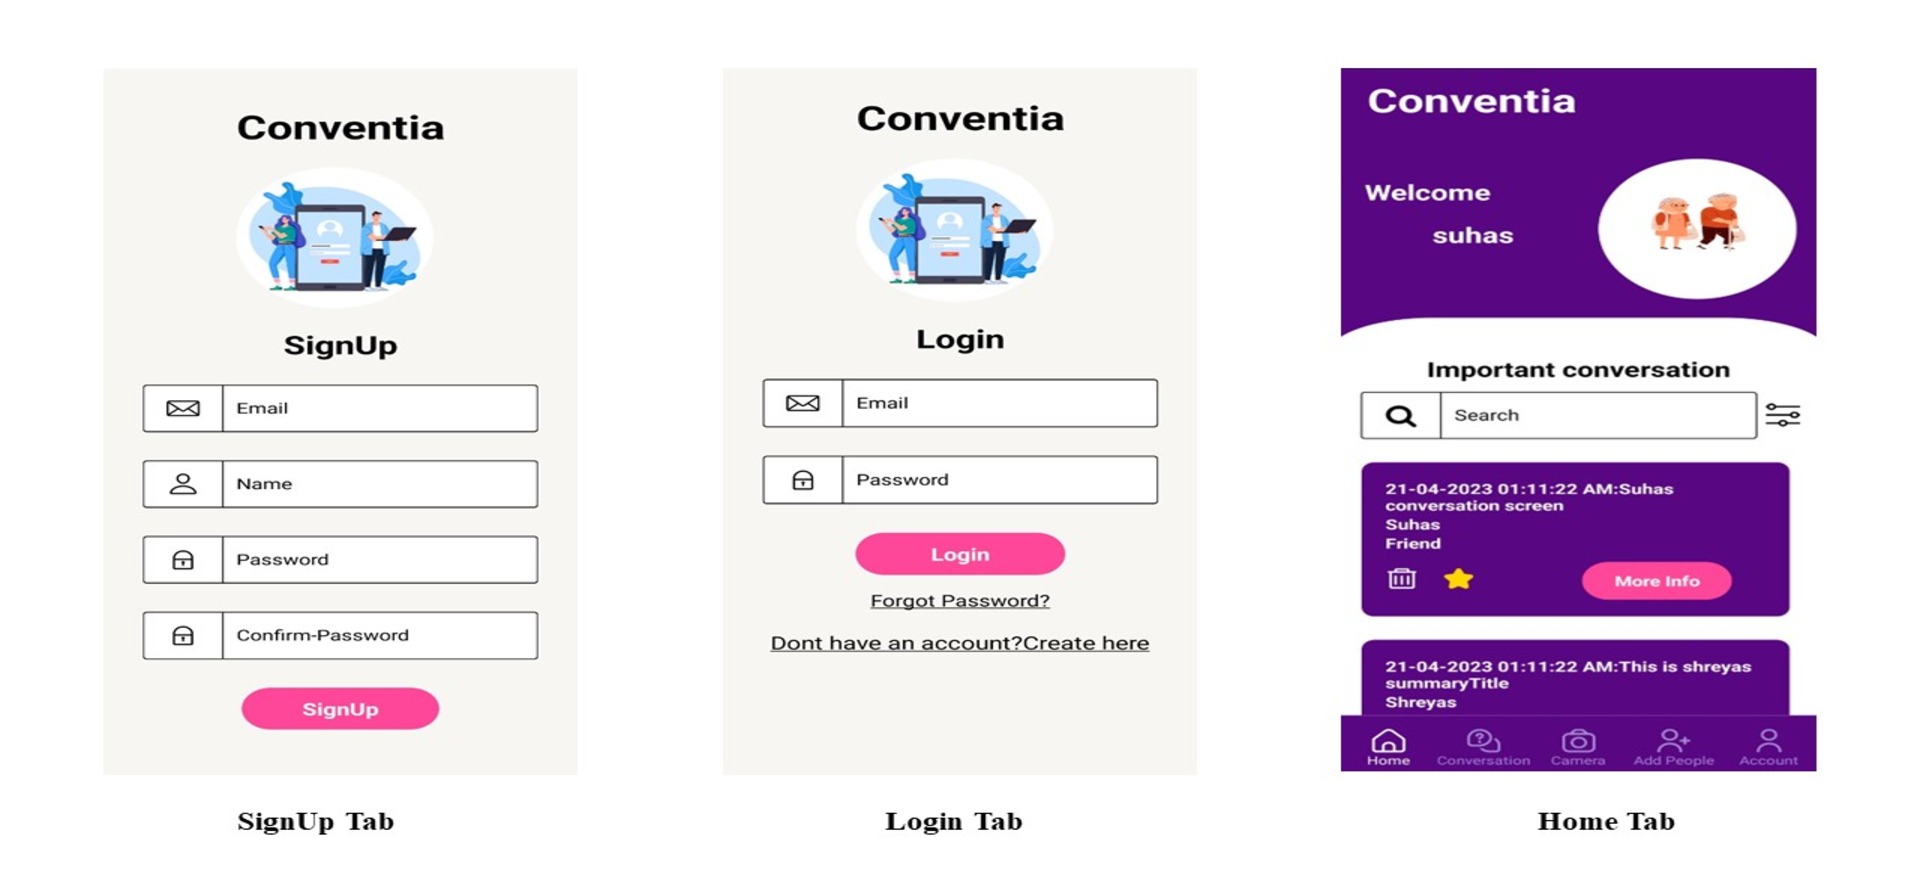 Conventia
SignUp
Email
Name
Password
Confirm-Password
SignUp
SignUp Tab
Conventia
Login
Email
Password
Login
Forgot Password?
Dont have an account?Create here
Login Tab
Conventia
Welcome
suhas
Important conversation
Search
21-04-2023 01:11:22 AM:Suhas
conversation screen
Suhas
Friend
More Info
21-04-2023 01:11:22 AM:This is shreyas
summaryTitle
Shreyas
Home Conversation Camera Add People Account
Home Tab